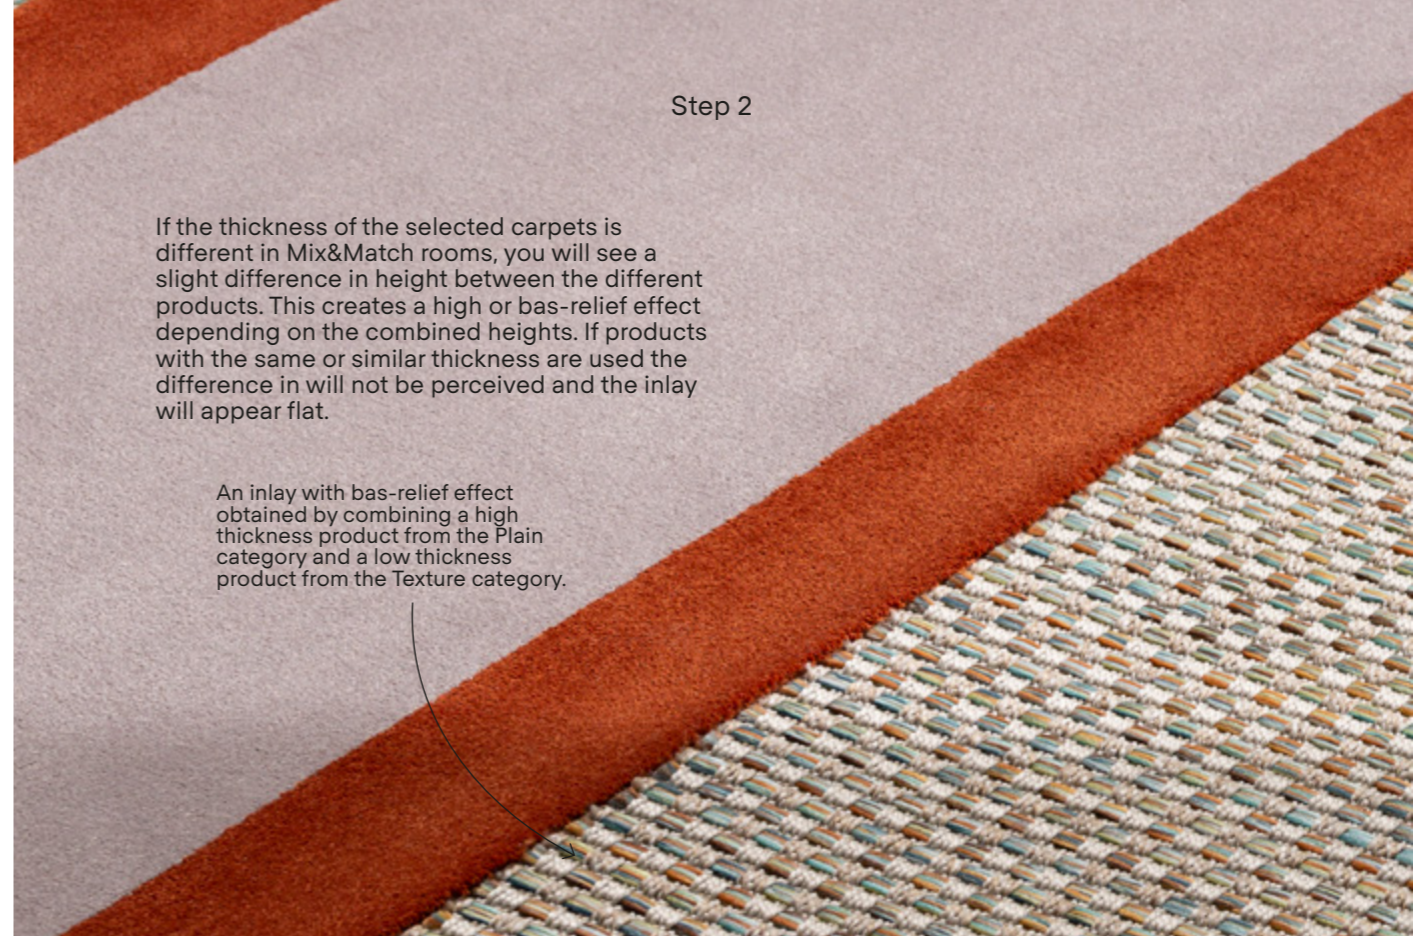 Step 2
If the thickness of the selected carpets is
different in Mix&Match rooms, you will see a
slight difference in height between the different
products. This creates a high or bas-relief effect
depending on the combined heights. If products
with the same or similar thickness are used the
difference in will not be perceived and the inlay
will appear flat.
An inlay with bas-relief effect
obtained by combining a high
thickness product from the Plain
category and a low thickness
product from the Texture category.